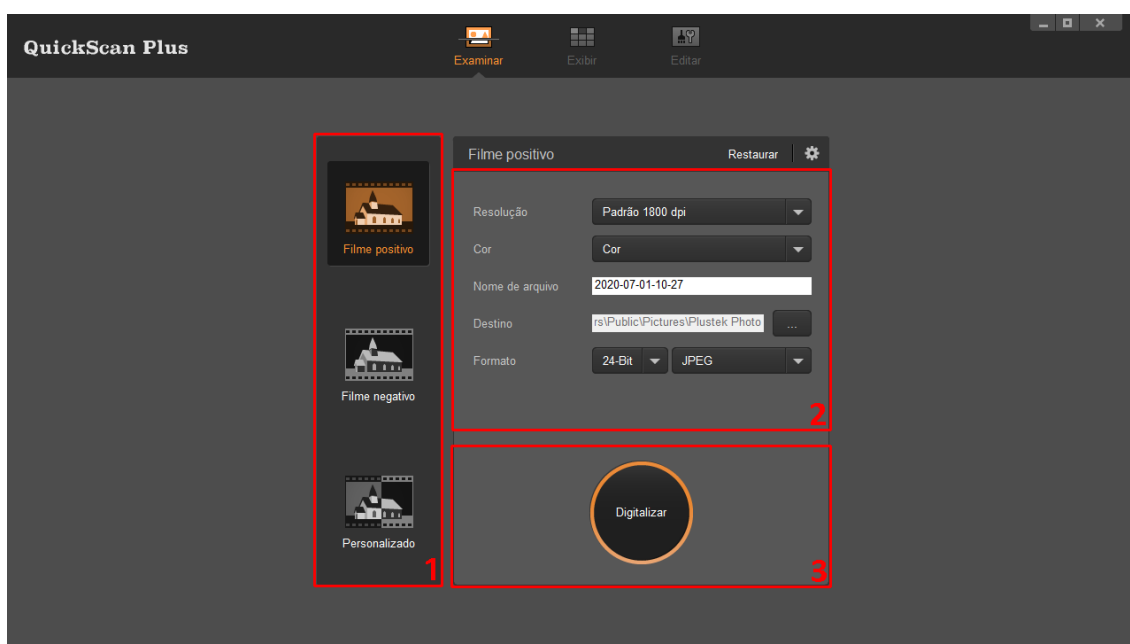 QuickScan Plus
Examinar
Exibir
Editar
Filme positivo
Filme negativo
Personalizado
1
Filme positivo
Restaurar
Resolução
Padrão 1800 dpi
Cor
Cor
Nome de arquivo
2020-07-01-10-27
Destino
rs\Public\Pictures\Plustek Photo
...
Formato
24-Bit
JPEG
2
Digitalizar
3